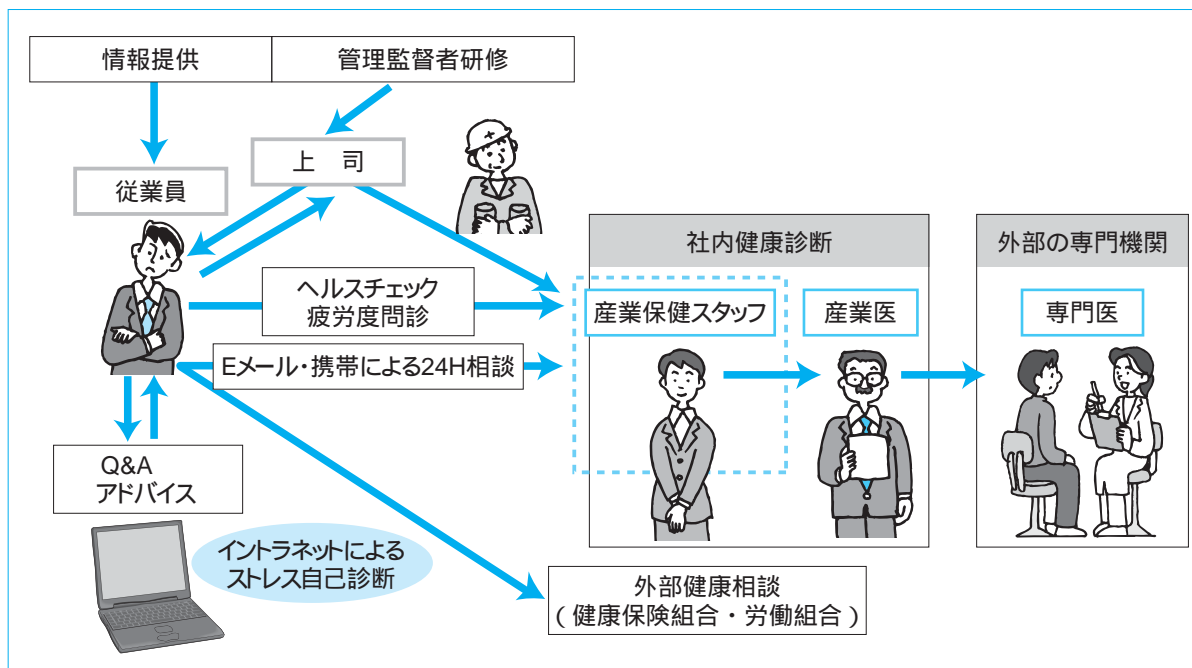 情報提供
管理監督者研修
上　司
従業員
社内健康診断
外部の専門機関
ヘルスチェック
疲労度問診
産業保健スタッフ
産業医
専門医
Eメール・携帯による24H相談
Q&A
アドバイス
イントラネットによる
ストレス自己診断
外部健康相談
（健康保険組合・労働組合）